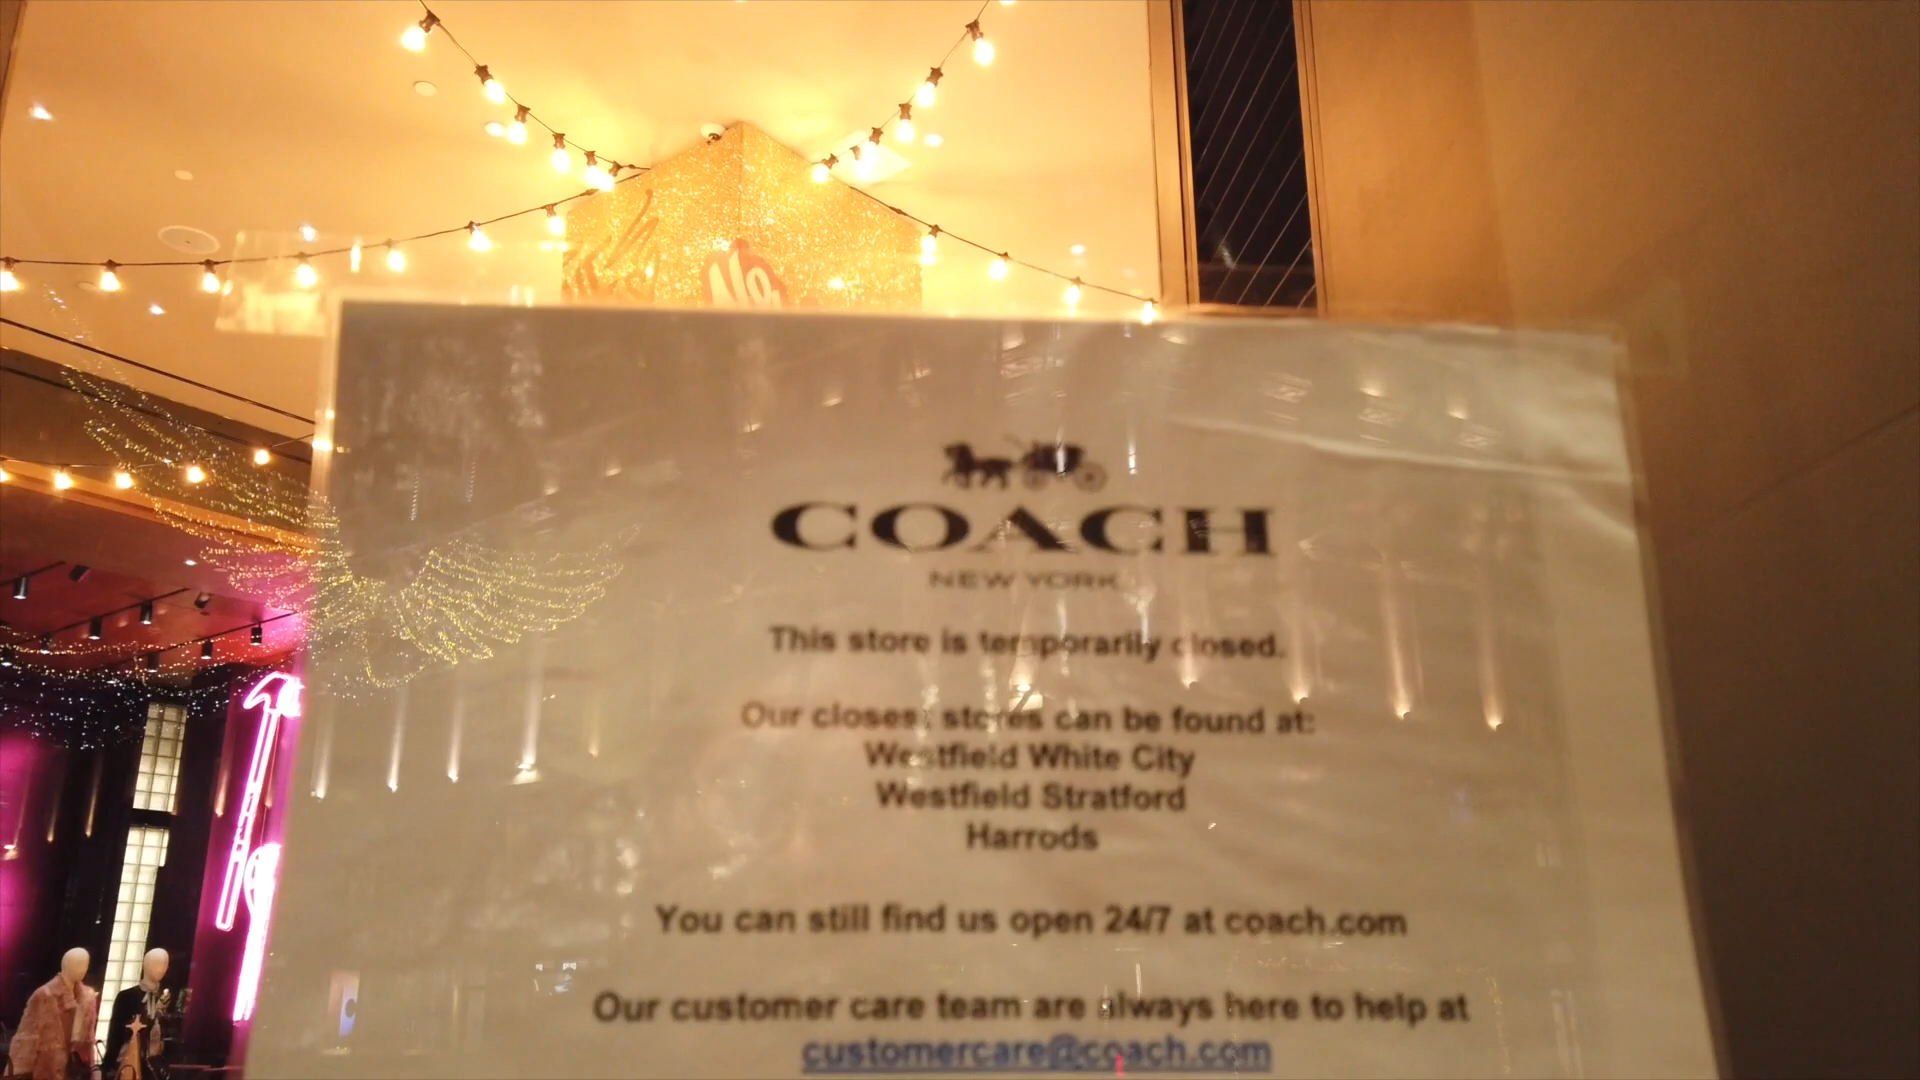 No
COACH
NEW YORK
This store is temporarily closed.
Our closest stores can be found at:
Westfield White City
Westfield Stratford
Harrods
You can still find us open 24/7 at coach.com
Our customer care team are always here to help at
customercare@coach.com